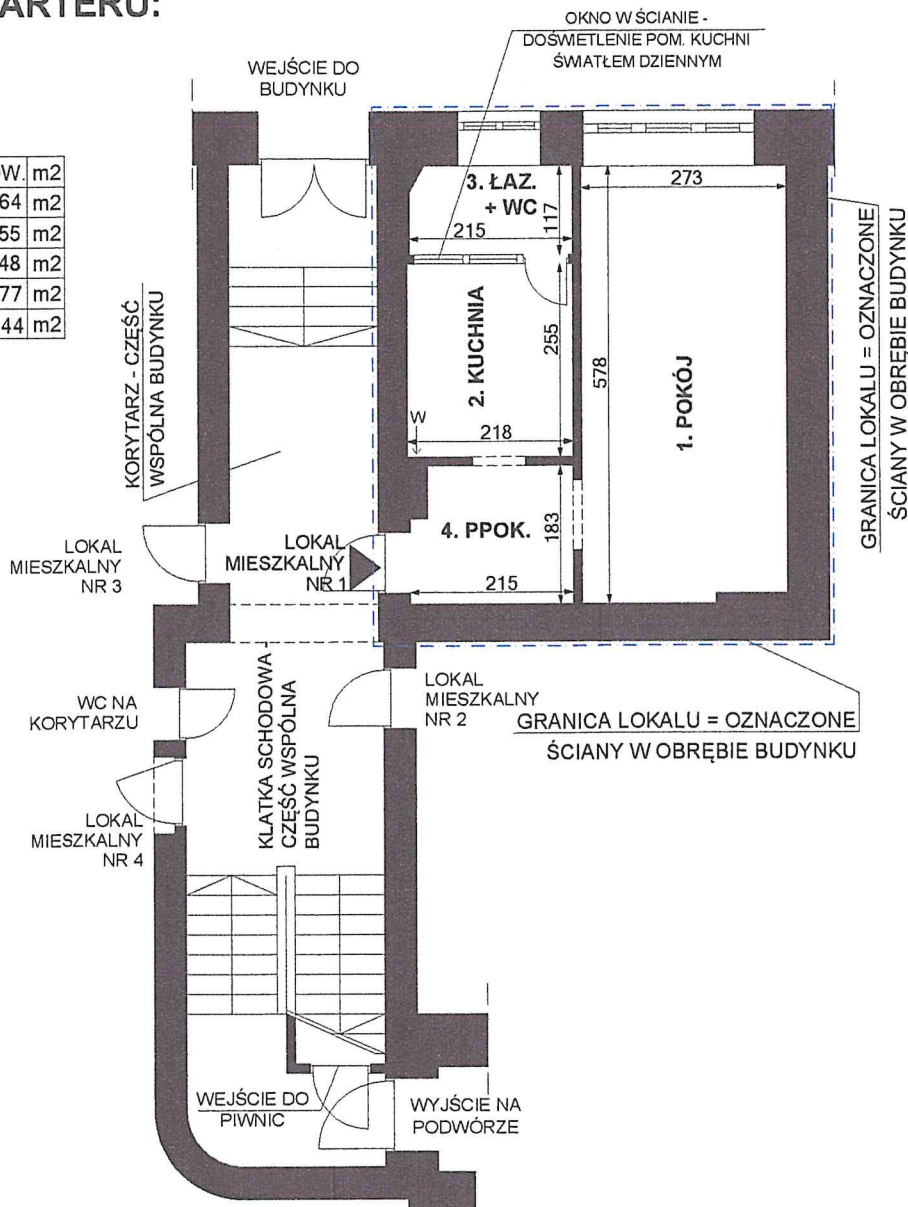 ARTERU:
OKNO W ŚCIANIE -
DOŚWIETLENIE POM. KUCHNI
ŚWIATŁEM DZIENNYM
WEJŚCIE DO
BUDYNKU
W. m2
64 m2
55 m2
48 m2
77 m2
44 m2
3. ŁAZ.
+ WC
215
117
273
KORYTARZ - CZĘŚĆ
WSPÓLNA BUDYNKU
2. KUCHNIA
255
W
218
578
1. POKÓJ
GRANICA LOKALU = OZNACZONE
ŚCIANY W OBRĘBIE BUDYNKU
4. PPOK.
183
215
LOKAL
MIESZKALNY
NR 3
LOKAL
MIESZKALNY
NR 1
WC NA
KORYTARZU
KLATKA SCHODOWA -
CZĘŚĆ WSPÓLNA
BUDYNKU
LOKAL
MIESZKALNY
NR 2
GRANICA LOKALU = OZNACZONE
ŚCIANY W OBRĘBIE BUDYNKU
LOKAL
MIESZKALNY
NR 4
WEJŚCIE DO
PIWNIC
WYJŚCIE NA
PODWÓRZE